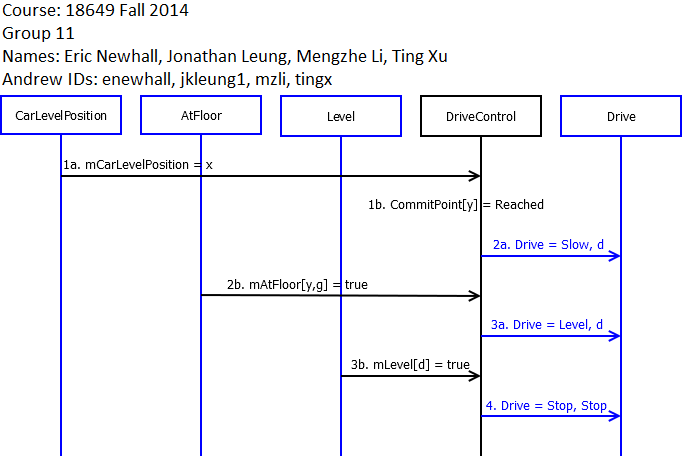 Course: 18649 Fall 2014
Group 11
Names: Eric Newhall, Jonathan Leung, Mengzhe Li, Ting Xu
Andrew IDs: enewhall, jkleung1, mzli, tingx
CarLevelPosition
AtFloor
Level
DriveControl
Drive
1a. mCarLevelPosition = x
1b. CommitPoint[y] = Reached
2a. Drive = Slow, d
2b. mAtFloor[y,g] = true
3a. Drive = Level, d
3b. mLevel[d] = true
4. Drive = Stop, Stop